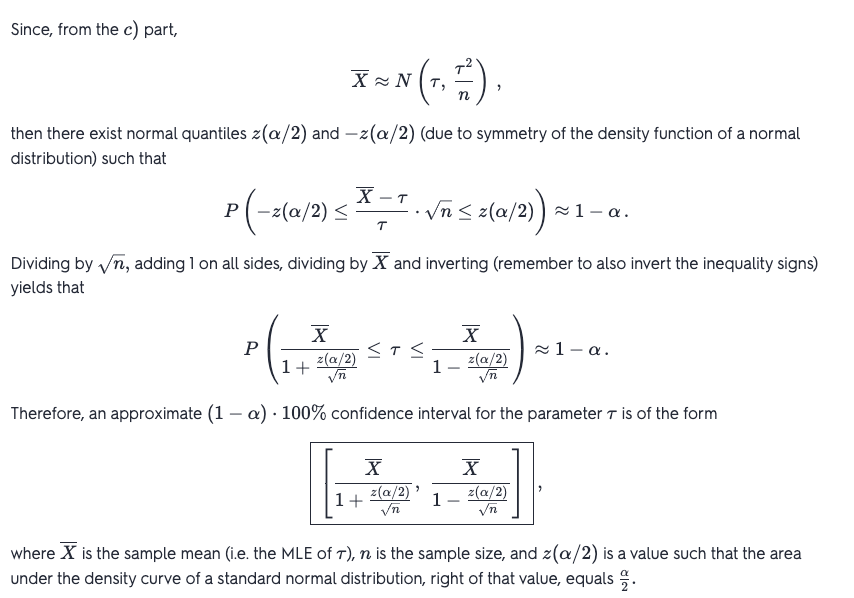 Since, from the c) part,
X̅ ≈ N (τ, τ²/n) ,
then there exist normal quantiles z(α/2) and −z(α/2) (due to symmetry of the density function of a normal
distribution) such that
P (−z(α/2) ≤ (X̅ − τ)/τ · √n ≤ z(α/2)) ≈ 1 − α .
Dividing by √n, adding 1 on all sides, dividing by X̅ and inverting (remember to also invert the inequality signs)
yields that
P (X̅/(1 + z(α/2)/√n) ≤ τ ≤ X̅/(1 − z(α/2)/√n)) ≈ 1 − α .
Therefore, an approximate (1 − α) · 100% confidence interval for the parameter τ is of the form
[X̅/(1 + z(α/2)/√n) , X̅/(1 − z(α/2)/√n)] ,
where X̅ is the sample mean (i.e. the MLE of τ), n is the sample size, and z(α/2) is a value such that the area
under the density curve of a standard normal distribution, right of that value, equals α/2 .